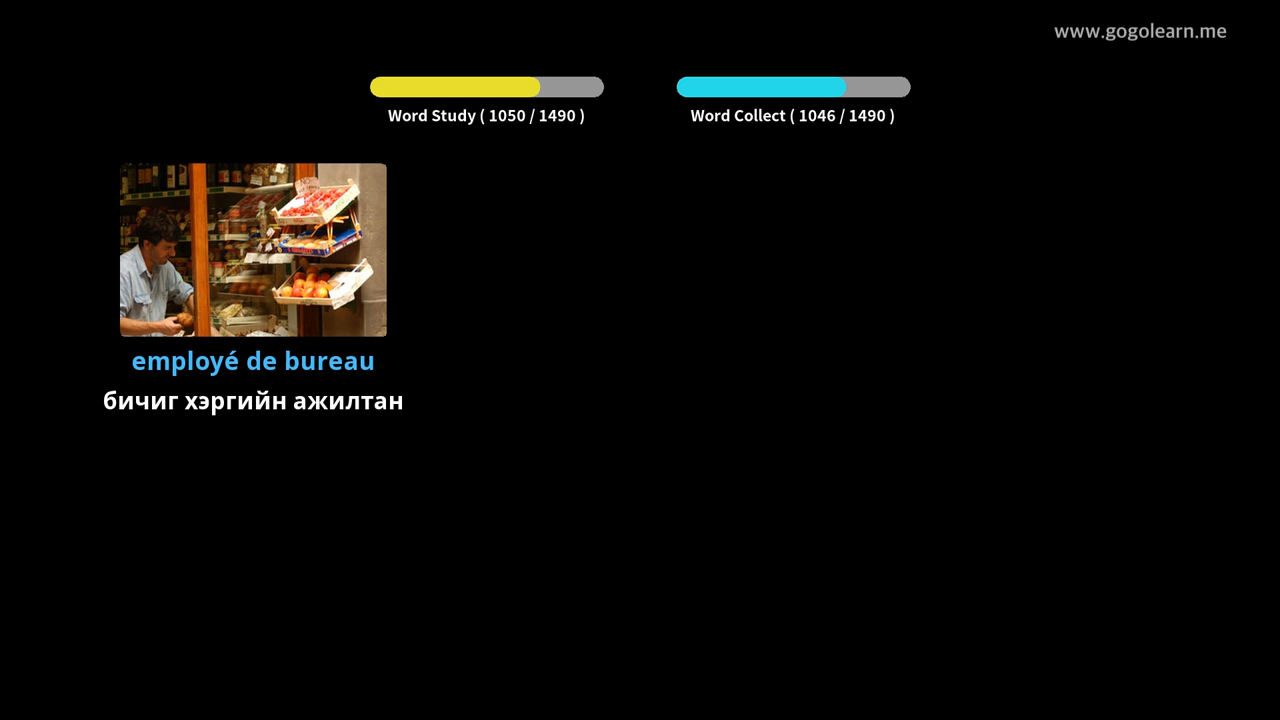 www.gogolearn.me
Word Study ( 1050 / 1490 )
Word Collect ( 1046 / 1490 )
employé de bureau
бичиг хэргийн ажилтан